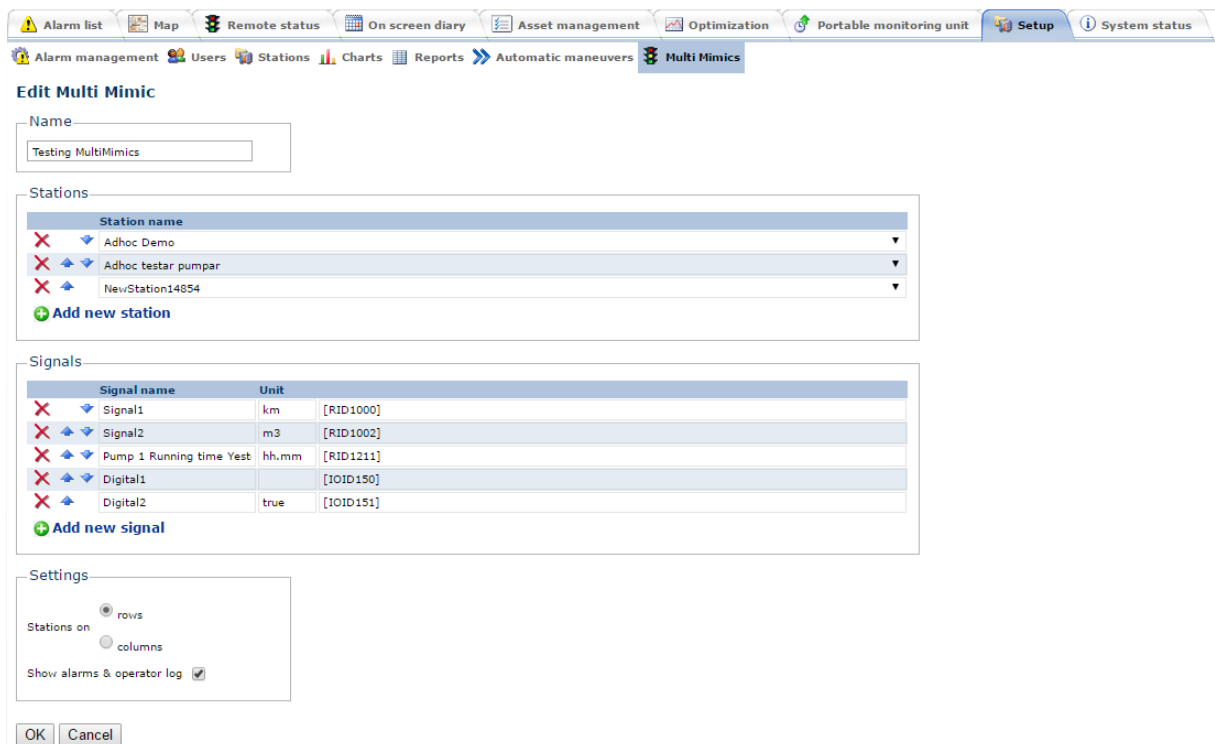 Alarm list Map Remote status On screen diary Asset management Optimization Portable monitoring unit Setup System status
Alarm management Users Stations Charts Reports Automatic maneuvers Multi Mimics
Edit Multi Mimic
Name
Testing MultiMimics
Stations
Station name
Adhoc Demo
Adhoc testar pumpar
NewStation14854
Add new station
Signals
Signal name Unit
Signal1 km [RID1000]
Signal2 m3 [RID1002]
Pump 1 Running time Yest hh.mm [RID1211]
Digital1 [IOID150]
Digital2 true [IOID151]
Add new signal
Settings
rows
Stations on
columns
Show alarms & operator log
OK Cancel